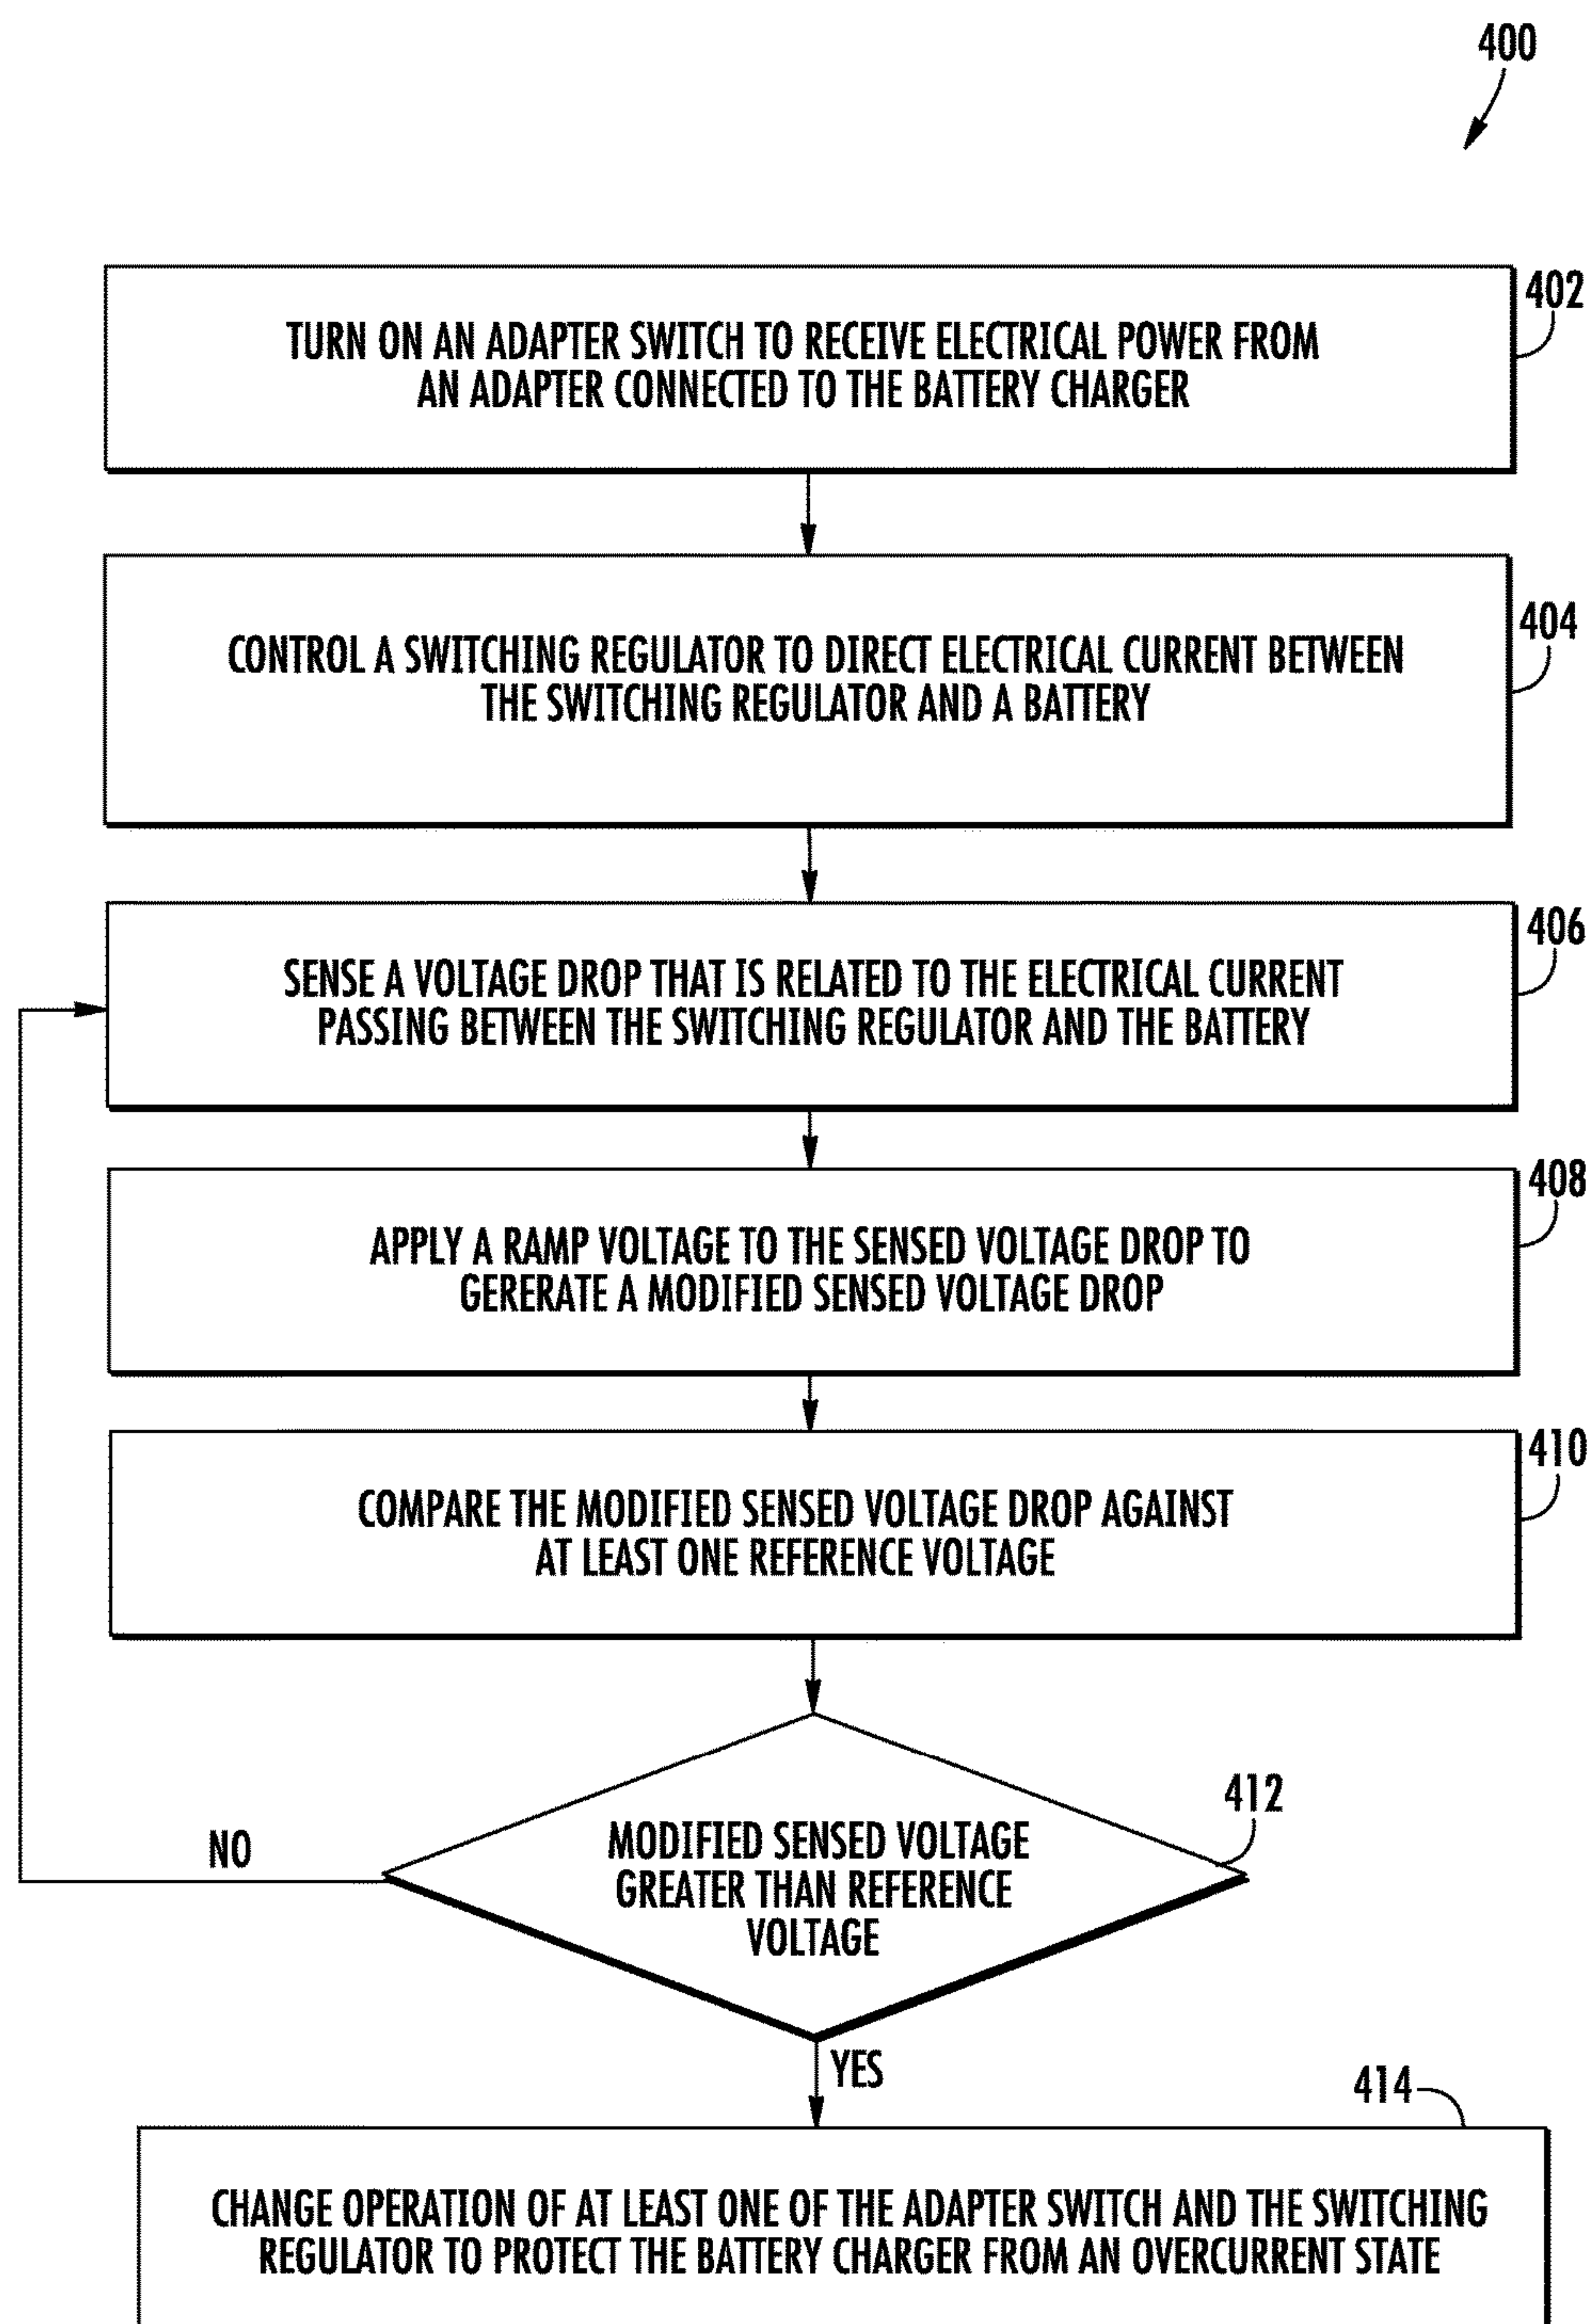 400
402
TURN ON AN ADAPTER SWITCH TO RECEIVE ELECTRICAL POWER FROM
AN ADAPTER CONNECTED TO THE BATTERY CHARGER
404
CONTROL A SWITCHING REGULATOR TO DIRECT ELECTRICAL CURRENT BETWEEN
THE SWITCHING REGULATOR AND A BATTERY
406
SENSE A VOLTAGE DROP THAT IS RELATED TO THE ELECTRICAL CURRENT
PASSING BETWEEN THE SWITCHING REGULATOR AND THE BATTERY
408
APPLY A RAMP VOLTAGE TO THE SENSED VOLTAGE DROP TO
GERERATE A MODIFIED SENSED VOLTAGE DROP
410
COMPARE THE MODIFIED SENSED VOLTAGE DROP AGAINST
AT LEAST ONE REFERENCE VOLTAGE
412
MODIFIED SENSED VOLTAGE
GREATER THAN REFERENCE
VOLTAGE
NO
YES
414
CHANGE OPERATION OF AT LEAST ONE OF THE ADAPTER SWITCH AND THE SWITCHING
REGULATOR TO PROTECT THE BATTERY CHARGER FROM AN OVERCURRENT STATE